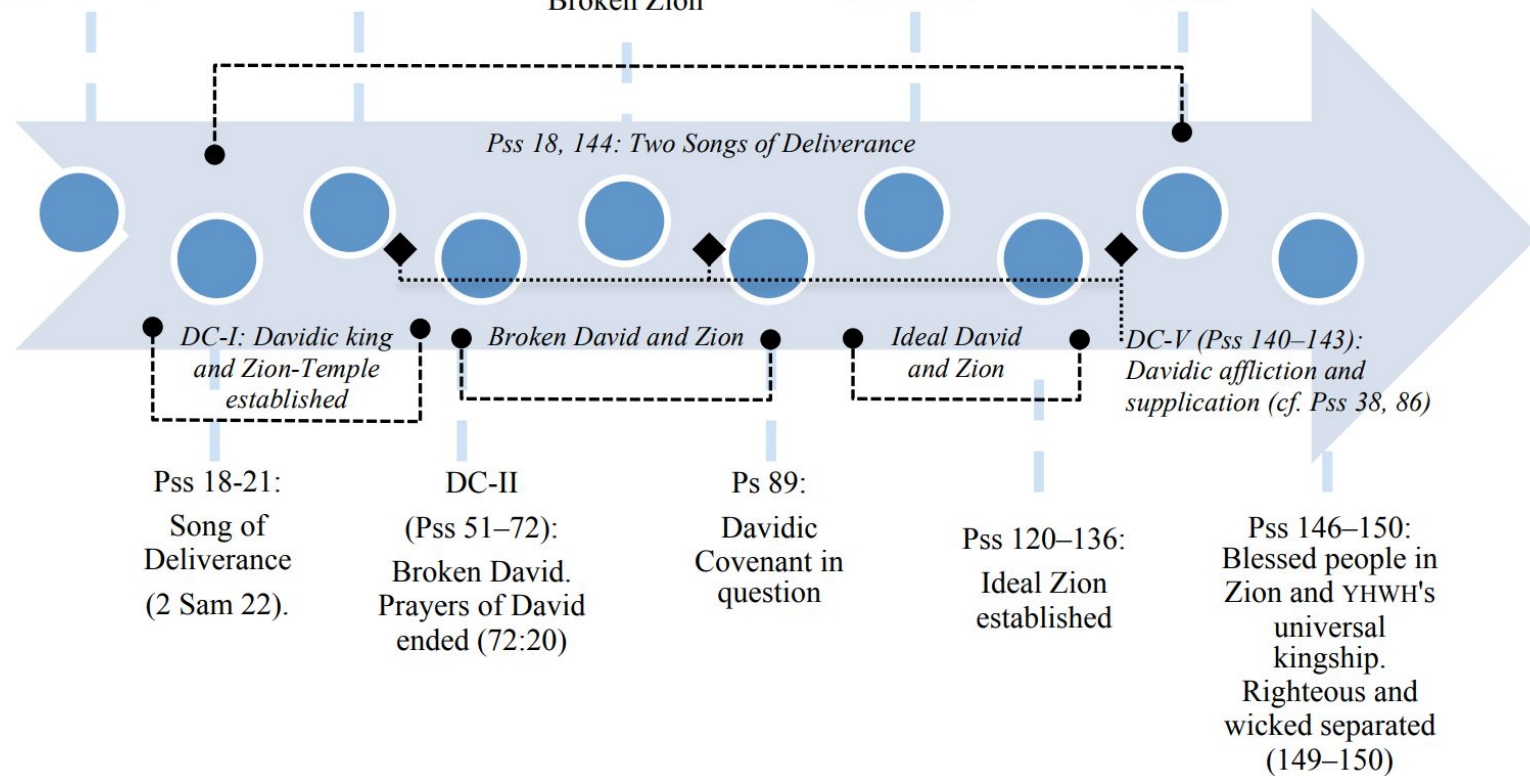 Broken Zion
Pss 18, 144: Two Songs of Deliverance
DC-I: Davidic king
and Zion-Temple
established
Broken David and Zion
Ideal David
and Zion
DC-V (Pss 140–143):
Davidic affliction and
supplication (cf. Pss 38, 86)
Pss 18-21:
Song of
Deliverance
(2 Sam 22).
DC-II
(Pss 51–72):
Broken David.
Prayers of David
ended (72:20)
Ps 89:
Davidic
Covenant in
question
Pss 120–136:
Ideal Zion
established
Pss 146–150:
Blessed people in
Zion and YHWH's
universal
kingship.
Righteous and
wicked separated
(149–150)